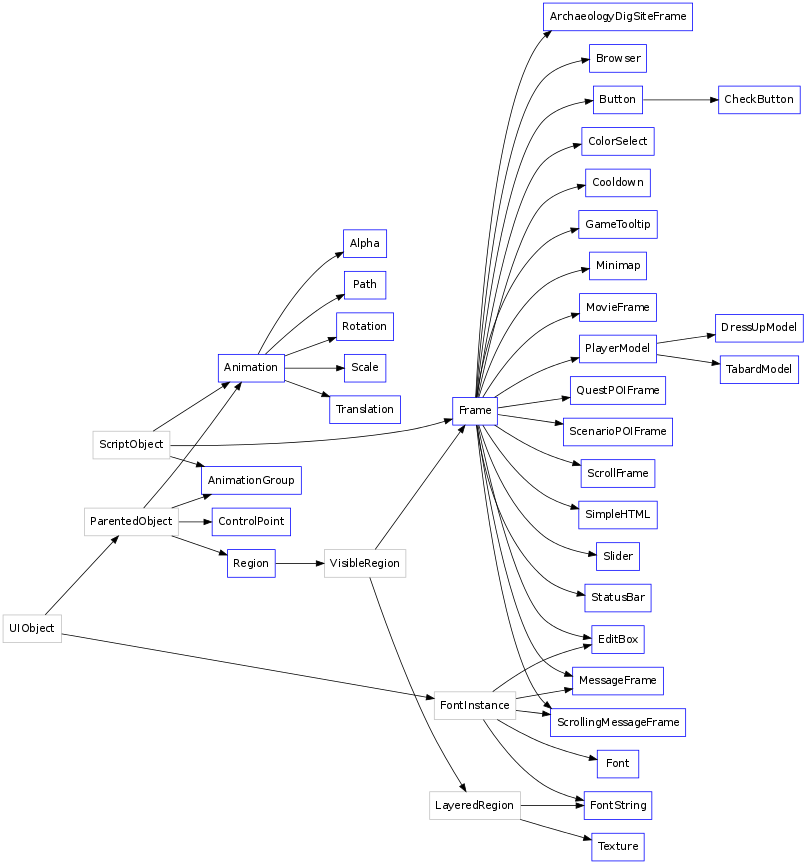 ArchaeologyDigSiteFrame
Browser
Button
CheckButton
ColorSelect
Cooldown
GameTooltip
Alpha
Minimap
Path
MovieFrame
Rotation
DressUpModel
PlayerModel
Animation
Scale
TabardModel
QuestPOIFrame
Translation
Frame
ScenarioPOIFrame
ScriptObject
ScrollFrame
AnimationGroup
SimpleHTML
ParentedObject
ControlPoint
Slider
Region
VisibleRegion
StatusBar
UIObject
EditBox
MessageFrame
FontInstance
ScrollingMessageFrame
Font
LayeredRegion
FontString
Texture